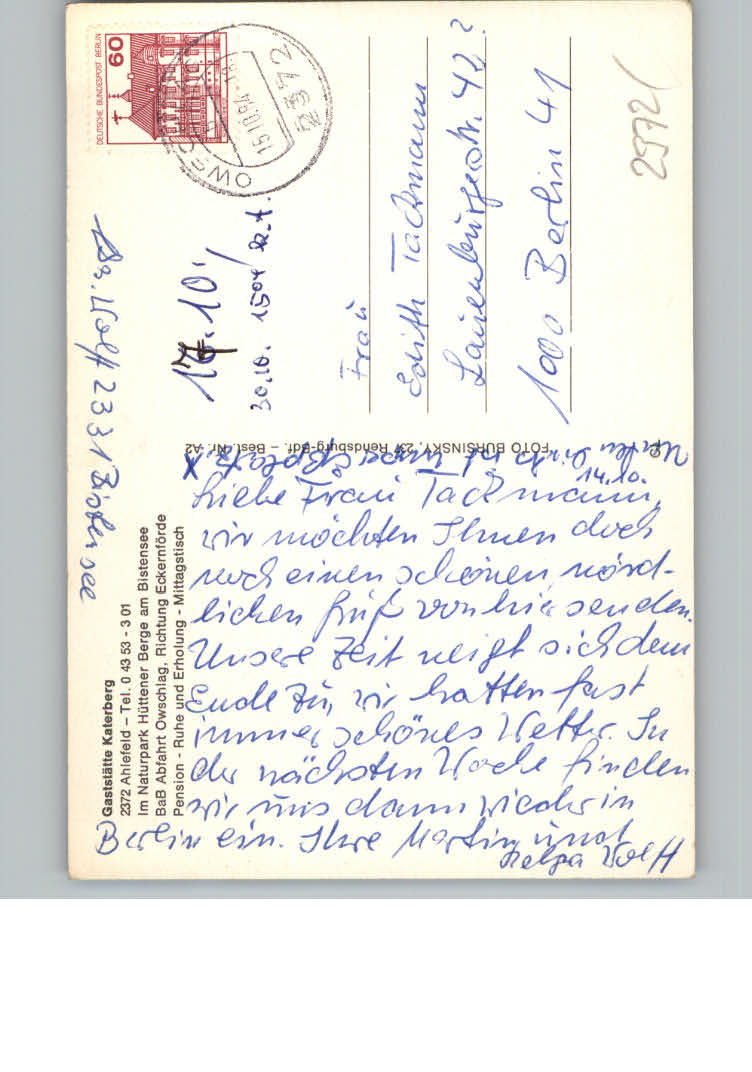 Gaststätte Katerberg
2372 Ahlefeld – Tel. 0 43 53 - 3 01
Im Naturpark Hüttener Berge am Bistensee
BaB Abfahrt Owschlag, Richtung Eckernförde
Pension - Ruhe und Erholung - Mittagstisch
14.10.
Liebe Frau Tackmann,
wir möchten Ihnen doch
noch einen schönen nörd-
lichen Gruß von hier senden.
Unsere Zeit neigt sich dem
Ende zu, wir hatten fast
immer schönes Wetter. In
der nächsten Woche finden
wir uns dann wieder in
Berlin ein. Ihre Martin und
Helga Wolff
Unten links ist unser
X
FOTO BURSINSKY, 237 Rendsburg-Bdf. – Best. Nr. A2
Wolff 2331 Bistensee
DEUTSCHE BUNDESPOST BERLIN
60
OWSCHLAG
15.10.84
2372
17.10.
30.10. 1504
Frau
Edith Tackmann
Lauenburgerstr. 42?
1000 Berlin 41
2372